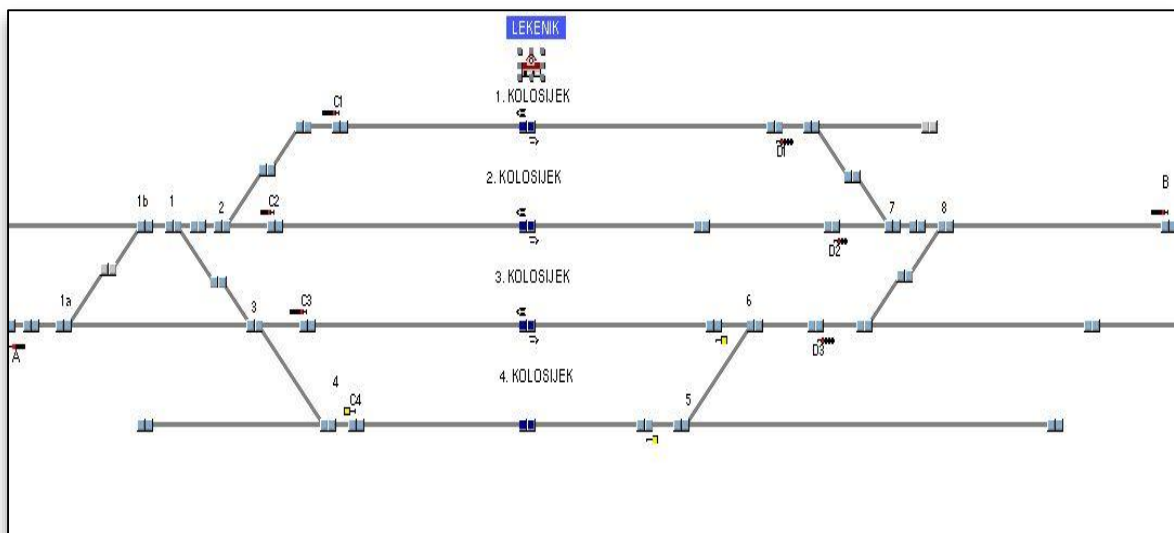 LEKENIK
1. KOLOSIJEK
C1
D1
2. KOLOSIJEK
1b
1
2
C2
D2
7
8
B
3. KOLOSIJEK
1a
3
C3
6
D3
A
4. KOLOSIJEK
4
C4
5